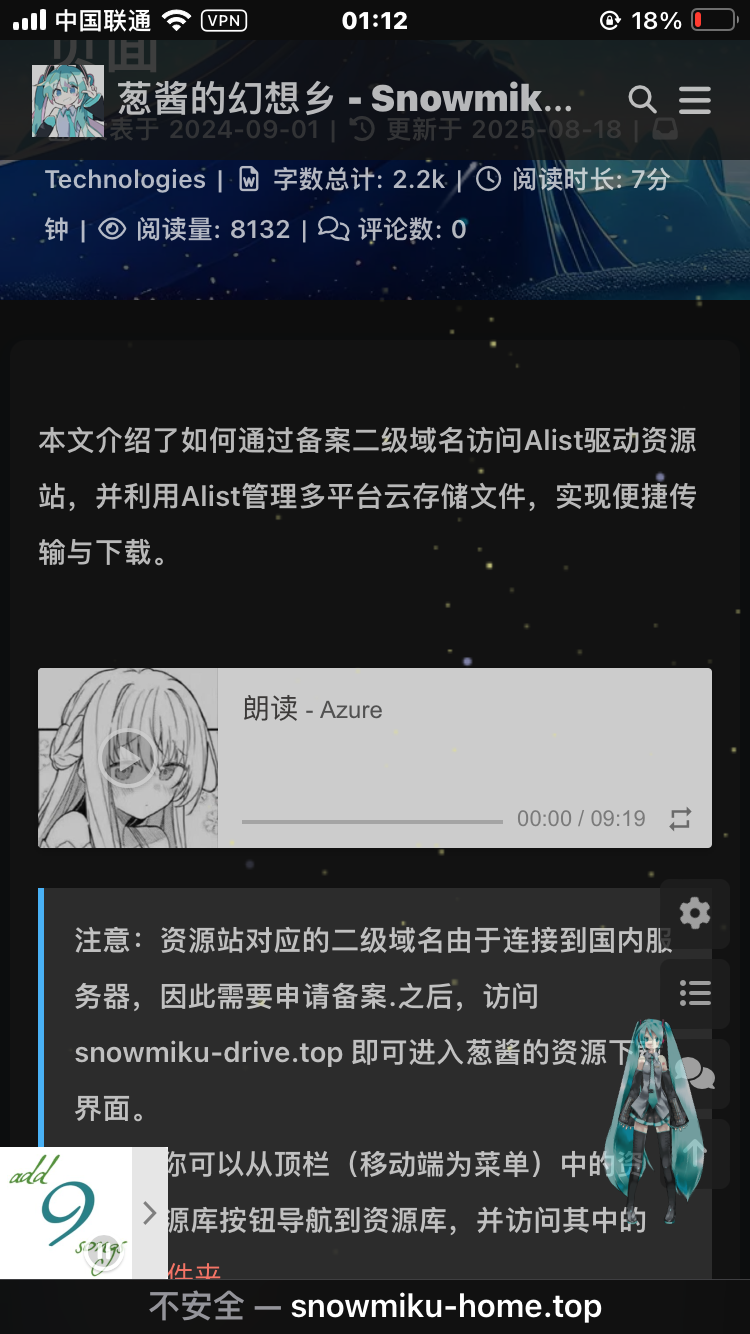 中国联通 VPN 01:12 18%
页面
葱酱的幻想乡 - Snowmik...
发表于 2024-09-01 | 更新于 2025-08-18 |
Technologies | 字数总计: 2.2k | 阅读时长: 7分
钟 | 阅读量: 8132 | 评论数: 0
本文介绍了如何通过备案二级域名访问Alist驱动资源
站，并利用Alist管理多平台云存储文件，实现便捷传
输与下载。
朗读 - Azure
00:00 / 09:19
注意：资源站对应的二级域名由于连接到国内服
务器，因此需要申请备案.之后，访问
snowmiku-drive.top 即可进入葱酱的资源下
界面。
你可以从顶栏（移动端为菜单）中的资
源库按钮导航到资源库，并访问其中的
件夹
add
9
songs
不安全 — snowmiku-home.top